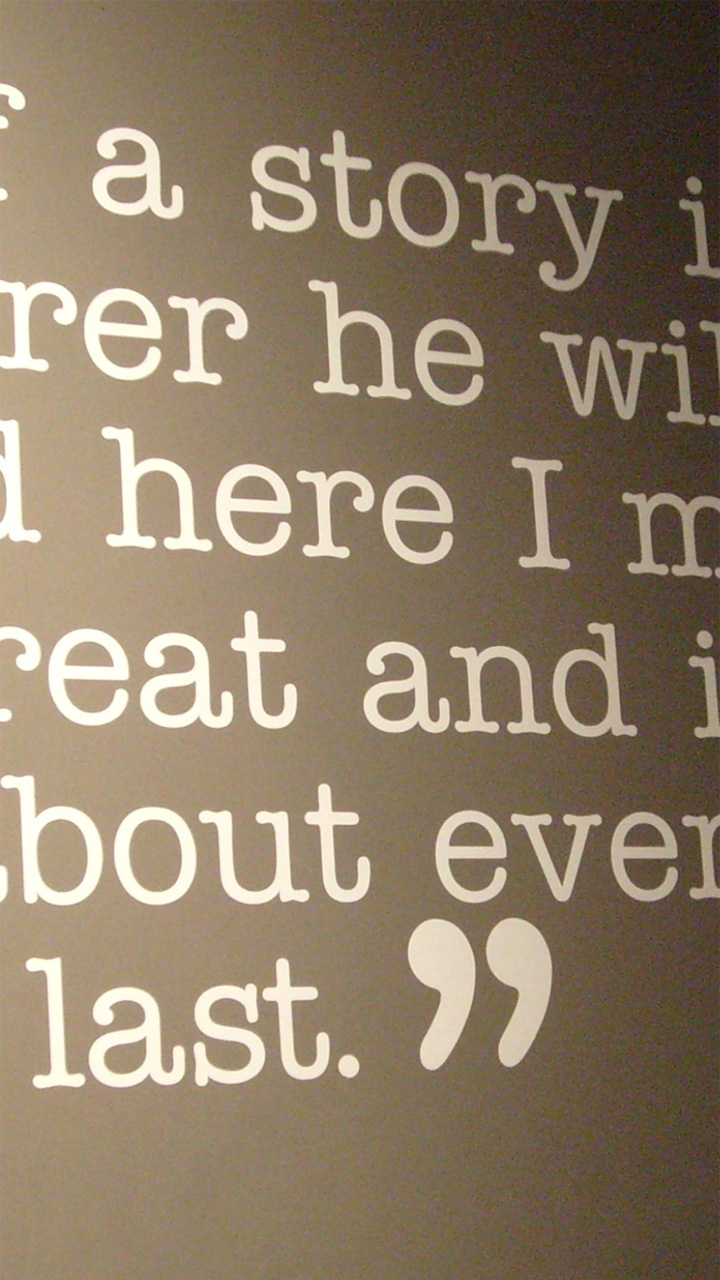 f a story i
rer he wil
d here I m
reat and i
bout ever
last.”